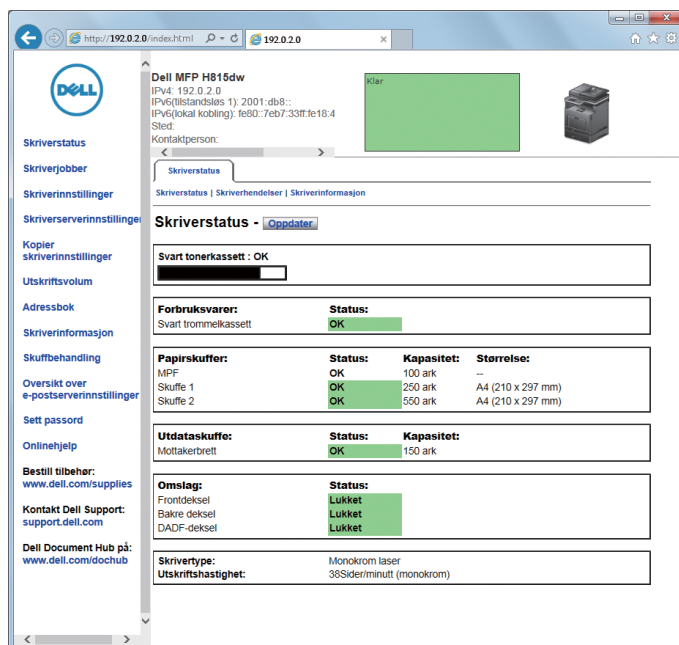 http://192.0.2.0/index.html
192.0.2.0
DELL
Skriverstatus
Skriverjobber
Skriverinnstillinger
Skriverserverinnstillinger
Kopier
skriverinnstillinger
Utskriftsvolum
Adressbok
Skriverinformasjon
Skuffbehandling
Oversikt over
e-postserverinnstillinger
Sett passord
Onlinehjelp
Bestill tilbehør:
www.dell.com/supplies
Kontakt Dell Support:
support.dell.com
Dell Document Hub på:
www.dell.com/dochub
Dell MFP H815dw
IPv4: 192.0.2.0
IPv6(tilstandsløs 1): 2001:db8::
IPv6(lokal kobling): fe80::7eb7:33ff:fe18:4
Sted:
Kontaktperson:
Klar
Skriverstatus
Skriverstatus | Skriverhendelser | Skriverinformasjon
Skriverstatus - Oppdater
Svart tonerkassett : OK
Forbruksvarer: Status:
Svart trommelkassett OK
Papirskuffer: Status: Kapasitet: Størrelse:
MPF OK 100 ark --
Skuffe 1 OK 250 ark A4 (210 x 297 mm)
Skuffe 2 OK 550 ark A4 (210 x 297 mm)
Utdataskuffe: Status: Kapasitet:
Mottakerbrett OK 150 ark
Omslag: Status:
Frontdeksel Lukket
Bakre deksel Lukket
DADF-deksel Lukket
Skrivertype: Monokrom laser
Utskriftshastighet: 38Sider/minutt (monokrom)